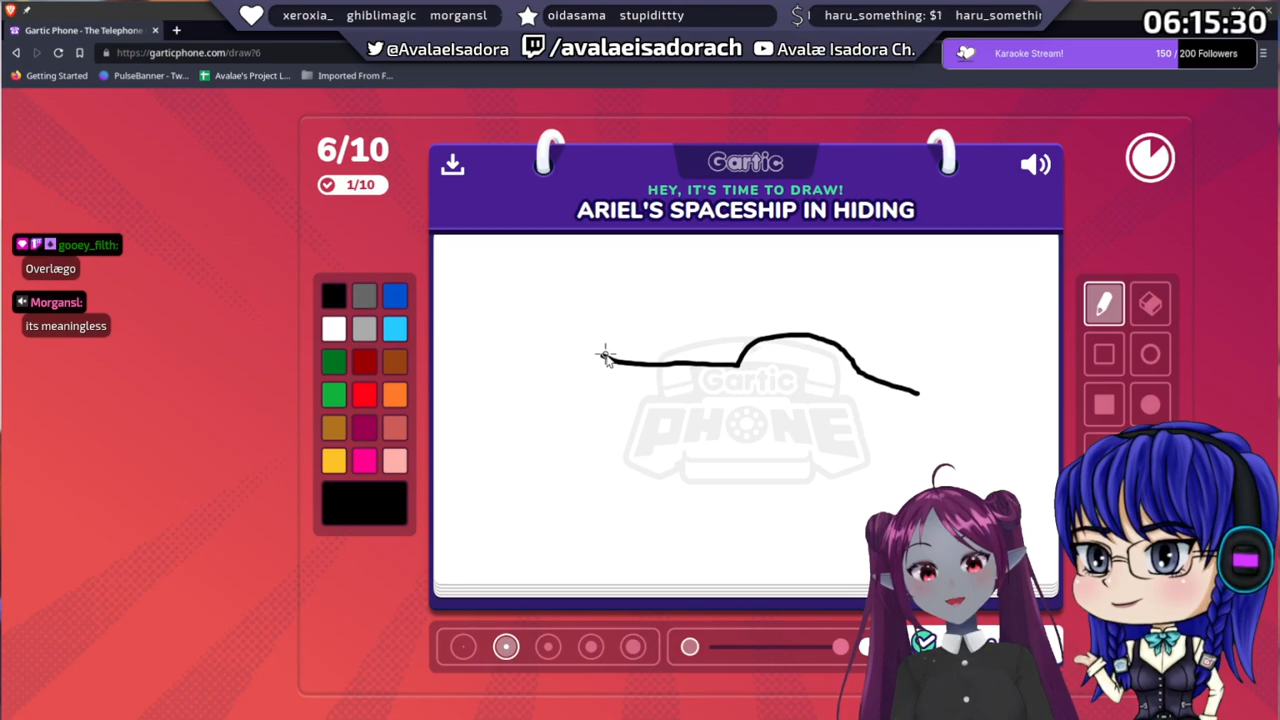 xeroxia_ ghiblimagic morgansl
oidasama stupidittty
haru_something: $1 haru_somethin
06:15:30
Gartic Phone - The Telephone
https://garticphone.com/draw?6
@AvalaeIsadora
/avalaeisadorach
Avalæ Isadora Ch.
Karaoke Stream!
150 / 200 Followers
Getting Started
PulseBanner - Tw...
Avalae's Project L...
Imported From F...
6/10
1/10
Gartic
HEY, IT'S TIME TO DRAW!
ARIEL'S SPACESHIP IN HIDING
gooey_filth:
Overlægo
Morgansl:
its meaningless
Gartic
PHONE